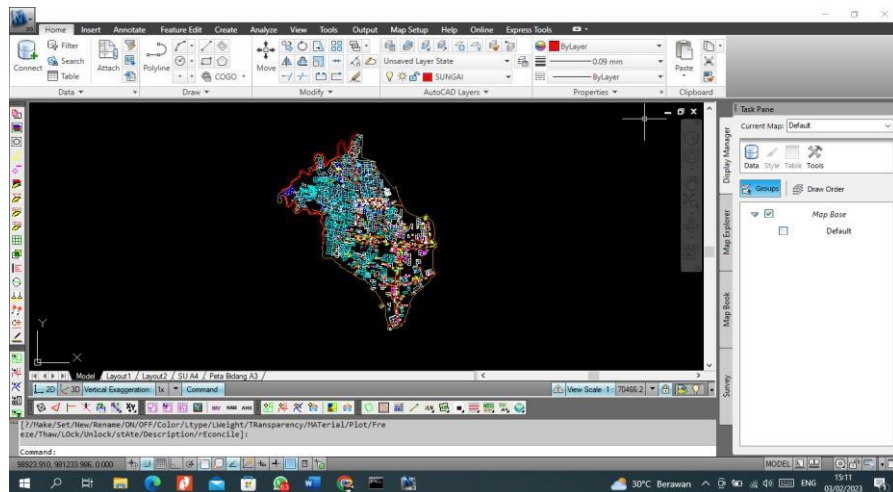 Home Insert Annotate Feature Edit Create Analyze View Tools Output Map Setup Help Online Express Tools
Connect
Filter
Search
Table
Attach
Polyline
COGO
Move
Unsaved Layer State
SUNGAI
ByLayer
0.09 mm
ByLayer
Paste
Data
Draw
Modify
AutoCAD Layers
Properties
Clipboard
Task Pane
Current Map: Default
Data Style Table Tools
Groups Draw Order
Map Base
Default
Display Manager
Map Explorer
Map Book
Survey
Y
X
Model Layout1 Layout2 SU A4 Peta Bidang A3
2D 3D Vertical Exaggeration: 1x Command
View Scale 1: 70466.2
[?/Make/Set/New/Rename/ON/OFF/Color/Ltype/LWeight/TRansparency/MATerial/Plot/Fre
eze/Thaw/LOck/Unlock/stAte/Description/rEconcile]:
Command:
98923.910, 981233.986, 0.000
MODEL
30°C Berawan
ENG
15:11
03/02/2023